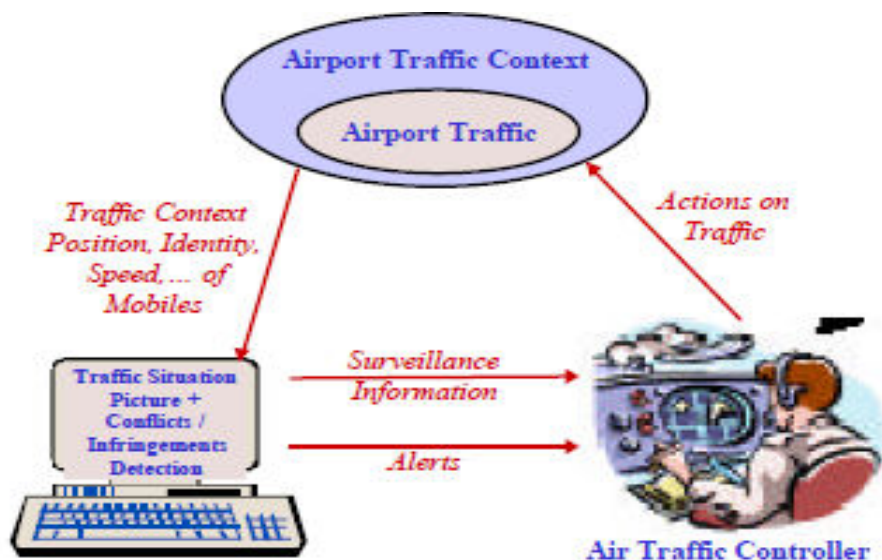 Airport Traffic Context
Airport Traffic
Traffic Context
Position, Identity,
Speed, ... of
Mobiles
Actions on
Traffic
Traffic Situation
Picture +
Conflicts /
Infringements
Detection
Surveillance
Information
Alerts
Air Traffic Controller